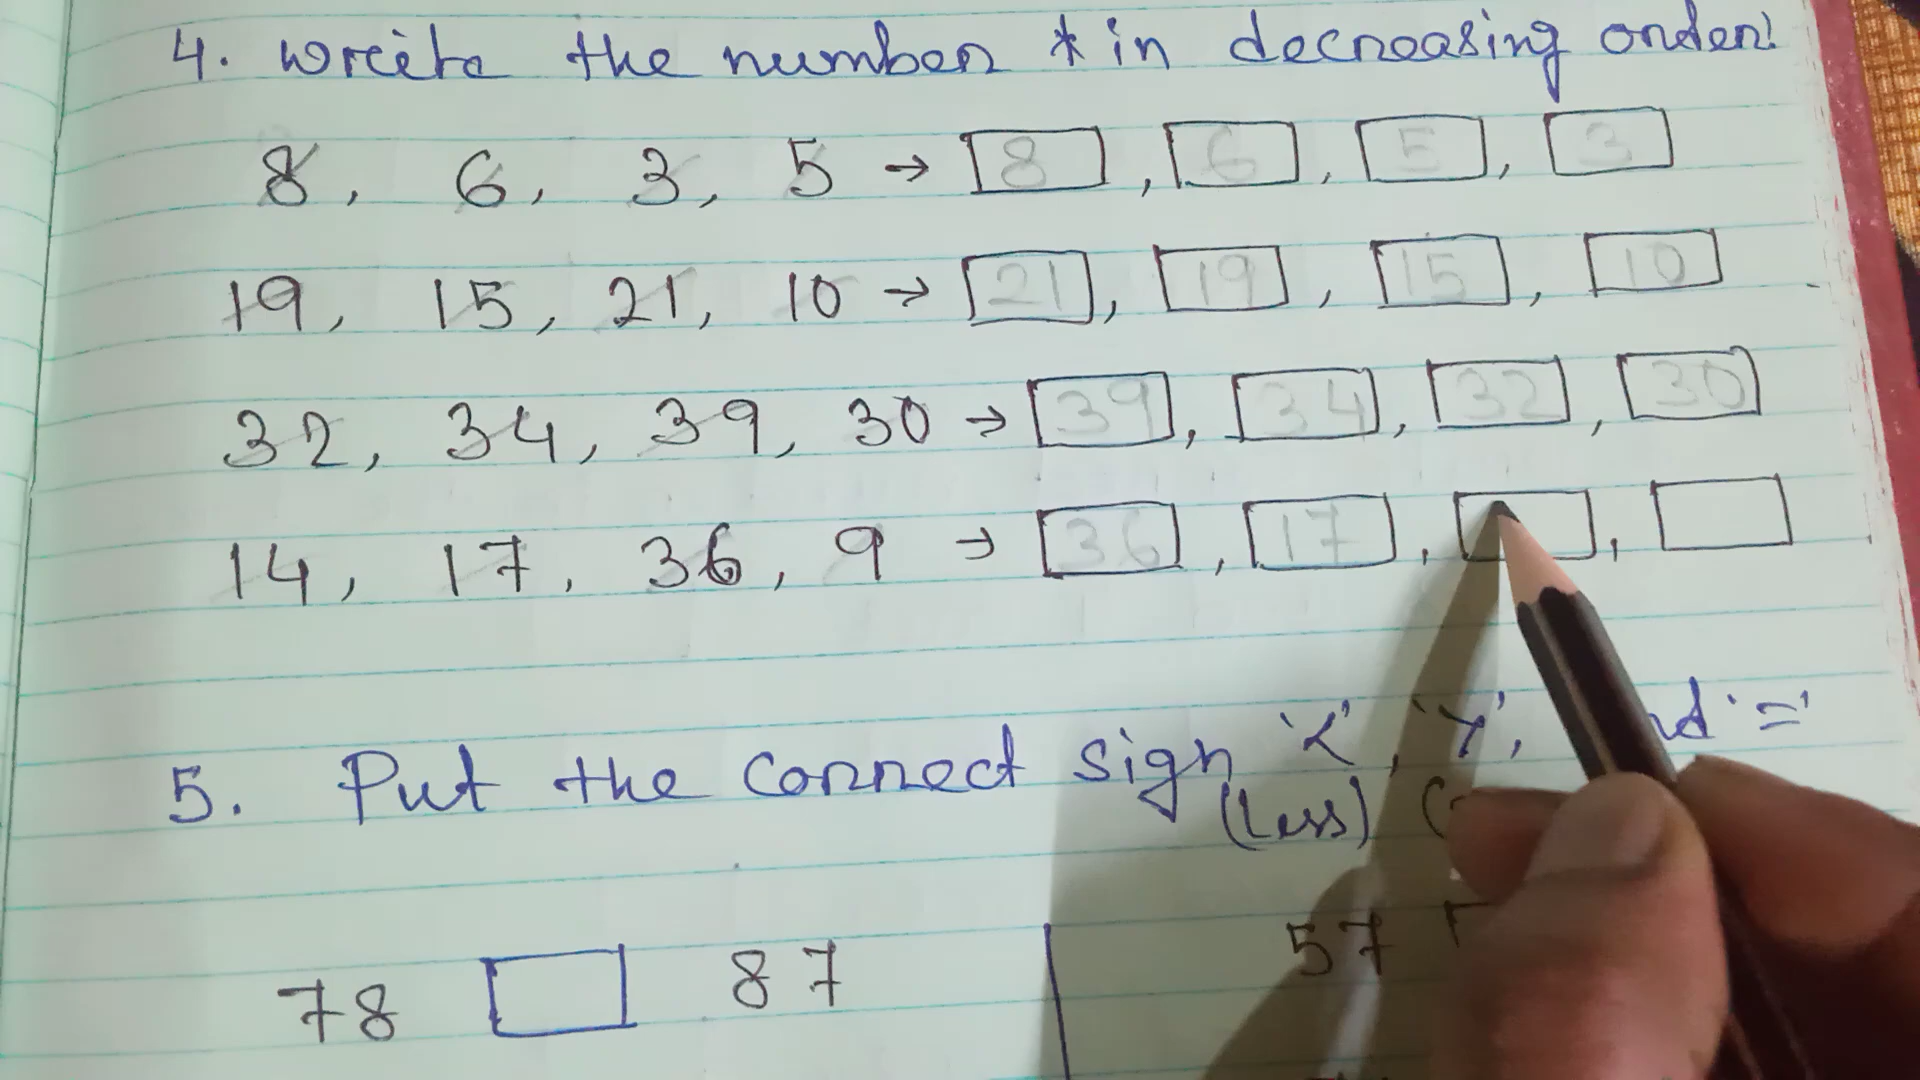 4. Write the number * in decreasing order!
8, 6, 3, 5 → 8, 6, 5, 3
19, 15, 21, 10 → 21, 19, 15, 10
32, 34, 39, 30 → 39, 34, 32, 30
14, 17, 36, 9 → 36, 17, ,
5. Put the correct sign '<', '>', and '='
(Less) (
78 87
57